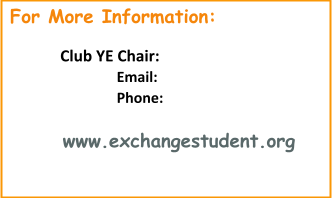 For More Information:
Club YE Chair:
Email:
Phone:
www.exchangestudent.org